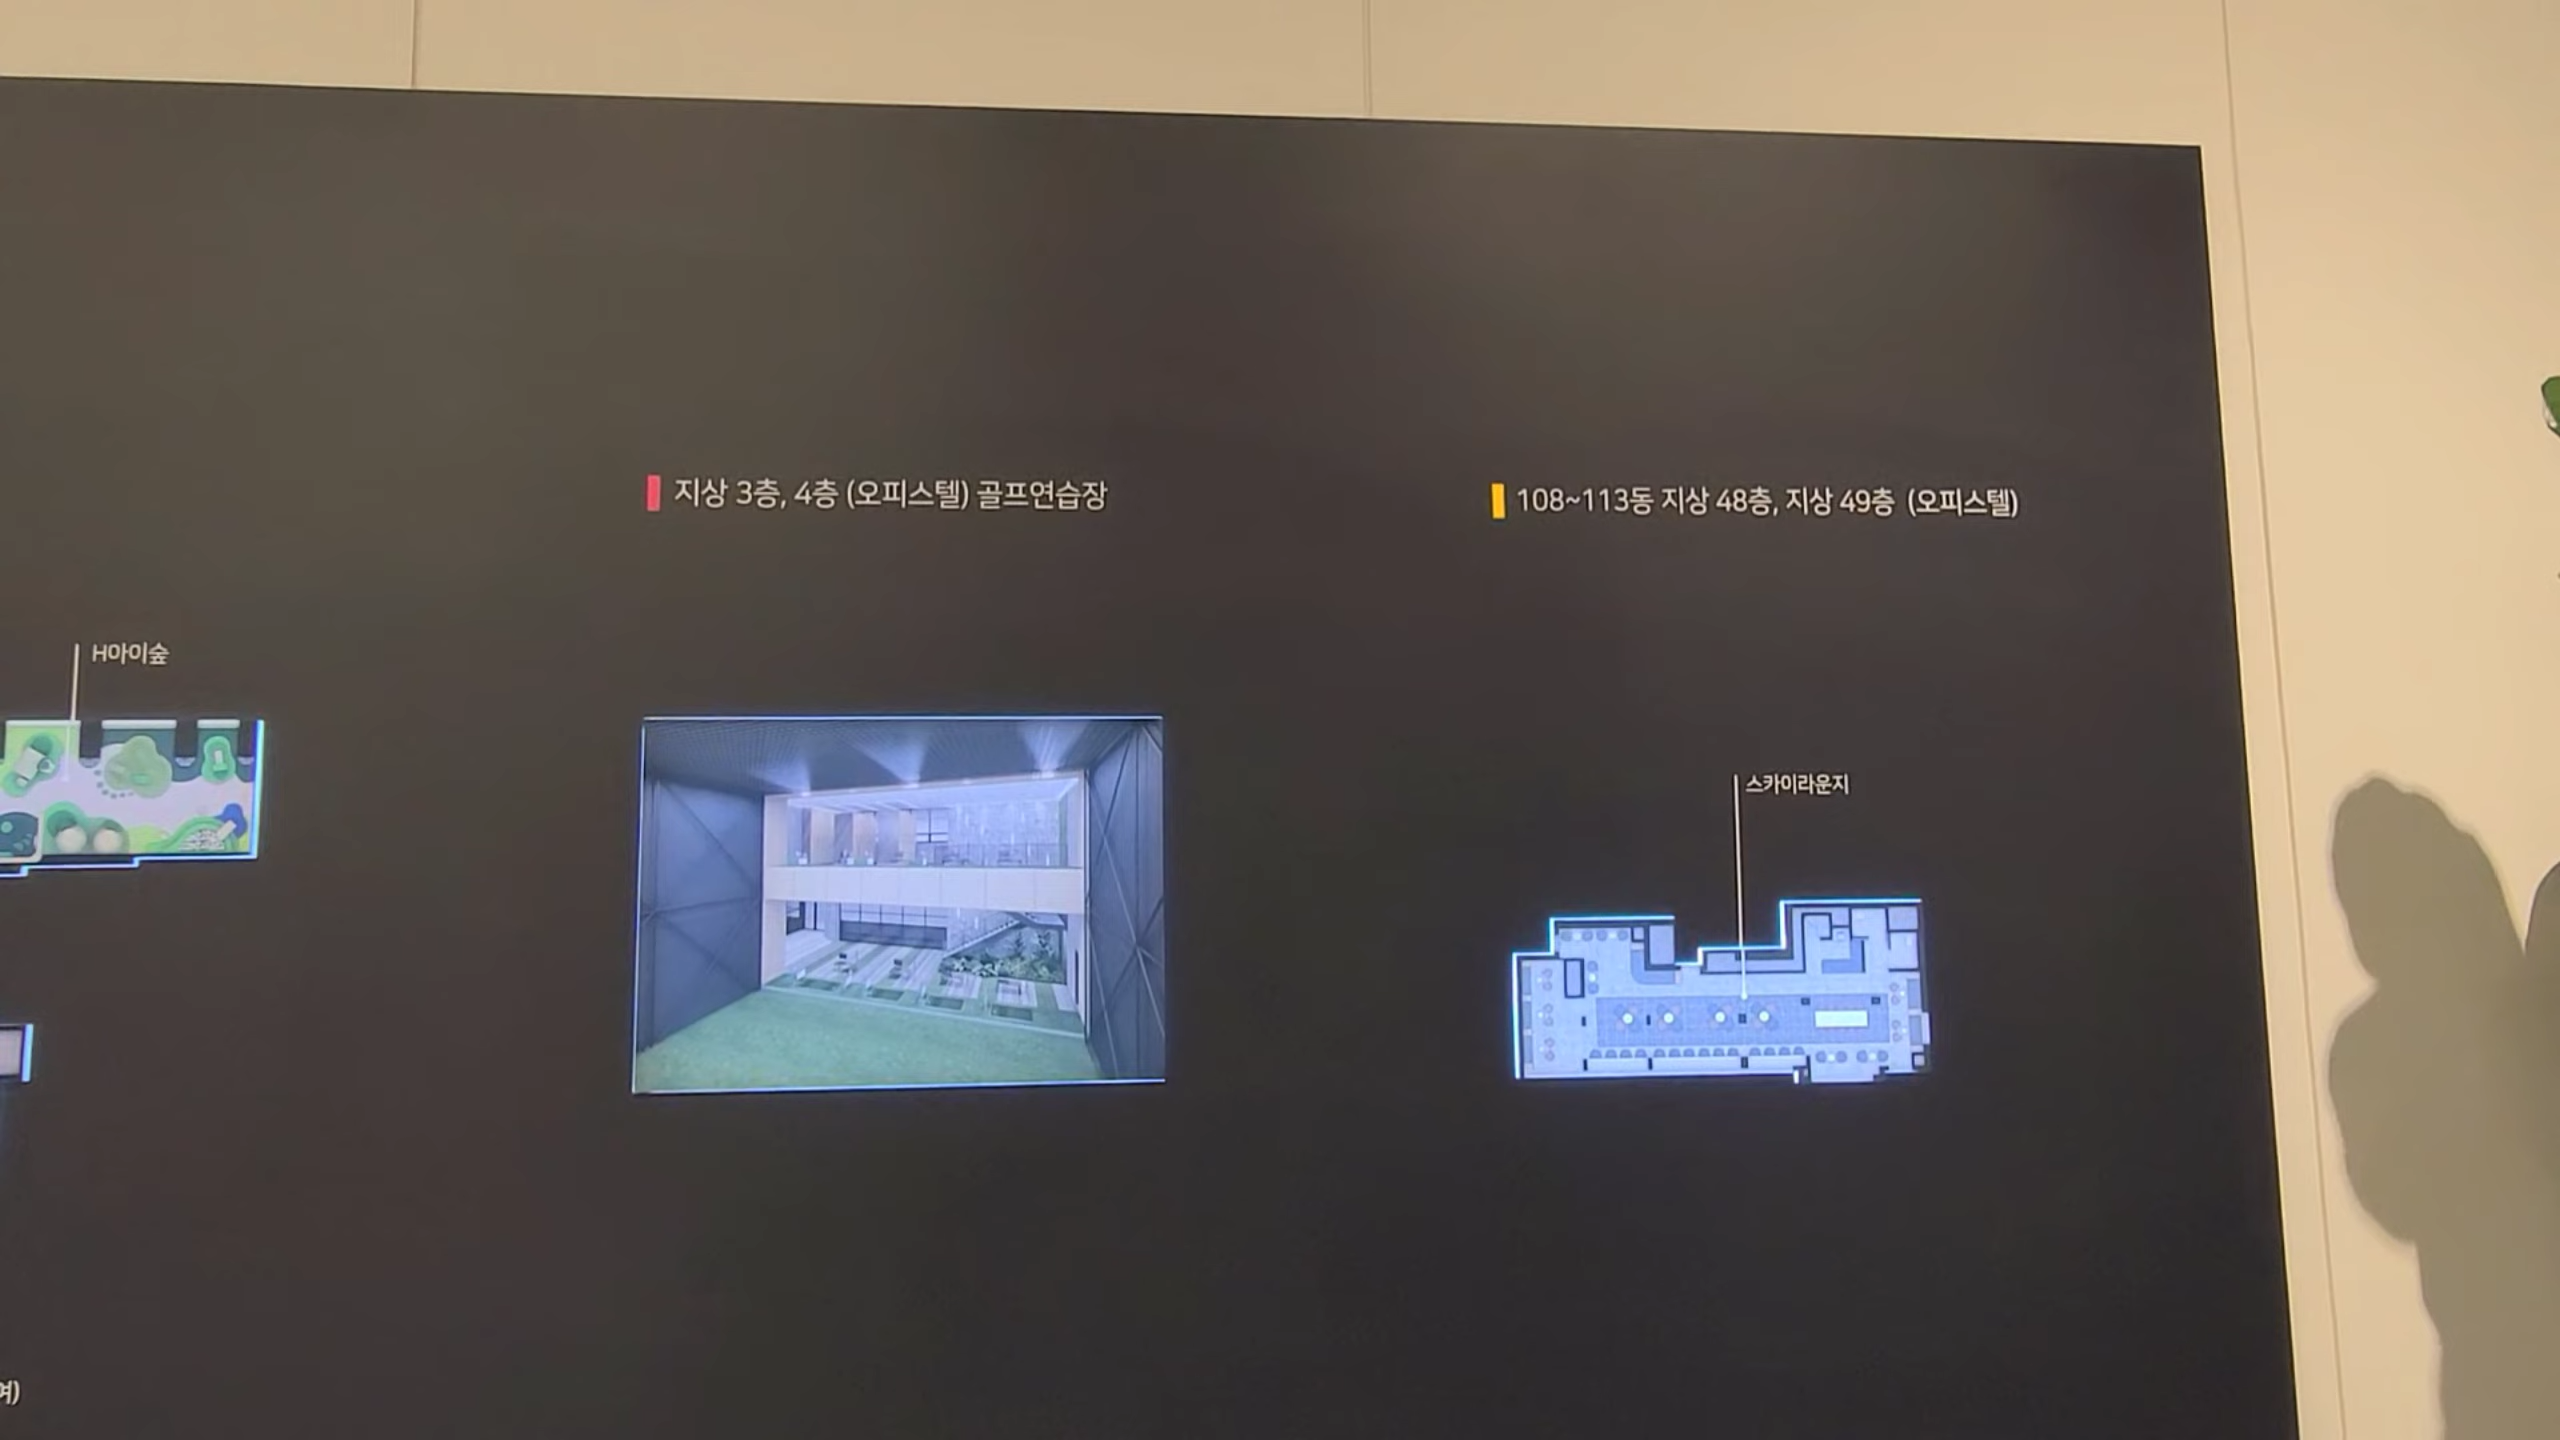 지상 3층, 4층 (오피스텔) 골프연습장
108~113동 지상 48층, 지상 49층 (오피스텔)
H아이숲
스카이라운지
여)